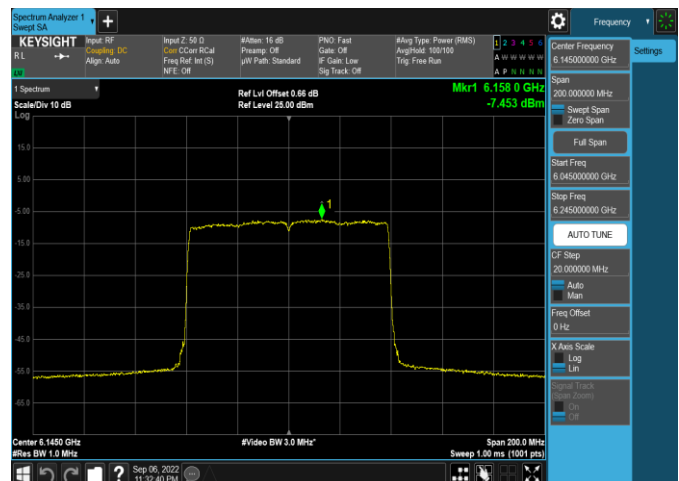 Spectrum Analyzer 1
Swept SA
+
Frequency
KEYSIGHT
RL
Input: RF
Coupling: DC
Align: Auto
Input Z: 50 Ω
Corr CCorr RCal
Freq Ref: Int (S)
NFE: Off
#Atten: 16 dB
Preamp: Off
µW Path: Standard
PNO: Fast
Gate: Off
IF Gain: Low
Sig Track: Off
#Avg Type: Power (RMS)
Avg|Hold: 100/100
Trig: Free Run
1 2 3 4 5 6
A W W W W W
A P N N N N
LW
1 Spectrum
Scale/Div 10 dB
Log
Ref Lvl Offset 0.66 dB
Ref Level 25.00 dBm
Mkr1 6.158 0 GHz
-7.453 dBm
15.0
5.00
-5.00
-15.0
-25.0
-35.0
-45.0
-55.0
-65.0
1
Center 6.1450 GHz
#Res BW 1.0 MHz
#Video BW 3.0 MHz*
Span 200.0 MHz
Sweep 1.00 ms (1001 pts)
?
Sep 06, 2022
11:32:40 PM
Center Frequency
6.145000000 GHz
Settings
Span
200.000000 MHz
Swept Span
Zero Span
Full Span
Start Freq
6.045000000 GHz
Stop Freq
6.245000000 GHz
AUTO TUNE
CF Step
20.000000 MHz
Auto
Man
Freq Offset
0 Hz
X Axis Scale
Log
Lin
Signal Track
(Span Zoom)
On
Off